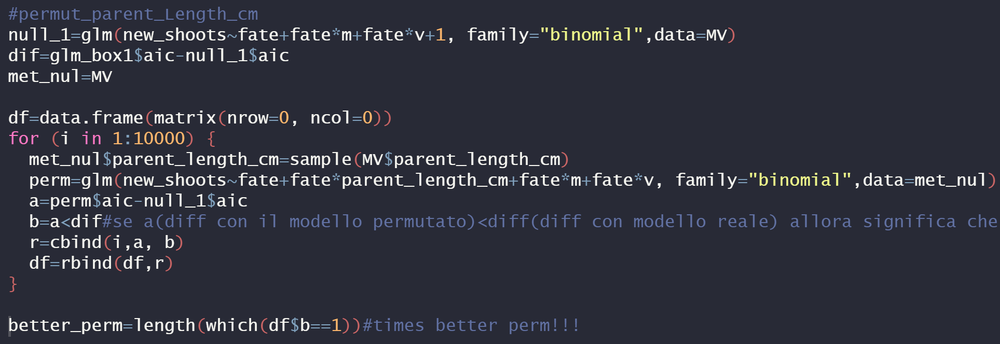 #permut_parent_Length_cm
null_1=glm(new_shoots~fate+fate*m+fate*v+1, family="binomial",data=MV)
dif=glm_box1$aic-null_1$aic
met_nul=MV
df=data.frame(matrix(nrow=0, ncol=0))
for (i in 1:10000) {
  met_nul$parent_length_cm=sample(MV$parent_length_cm)
  perm=glm(new_shoots~fate+fate*parent_length_cm+fate*m+fate*v, family="binomial",data=met_nul)
  a=perm$aic-null_1$aic
  b=a<dif#se a(diff con il modello permutato)<diff(diff con modello reale) allora significa che
  r=cbind(i,a, b)
  df=rbind(df,r)
}
better_perm=length(which(df$b==1))#times better perm!!!